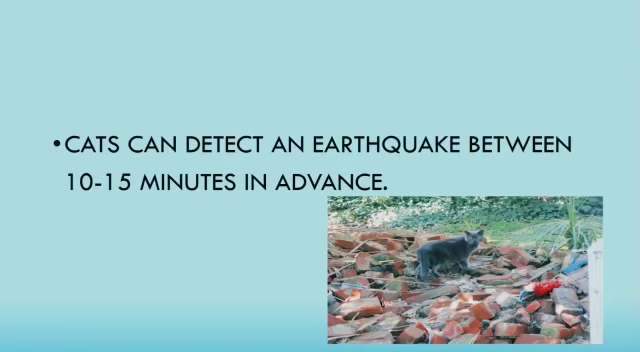 •CATS CAN DETECT AN EARTHQUAKE BETWEEN
10-15 MINUTES IN ADVANCE.